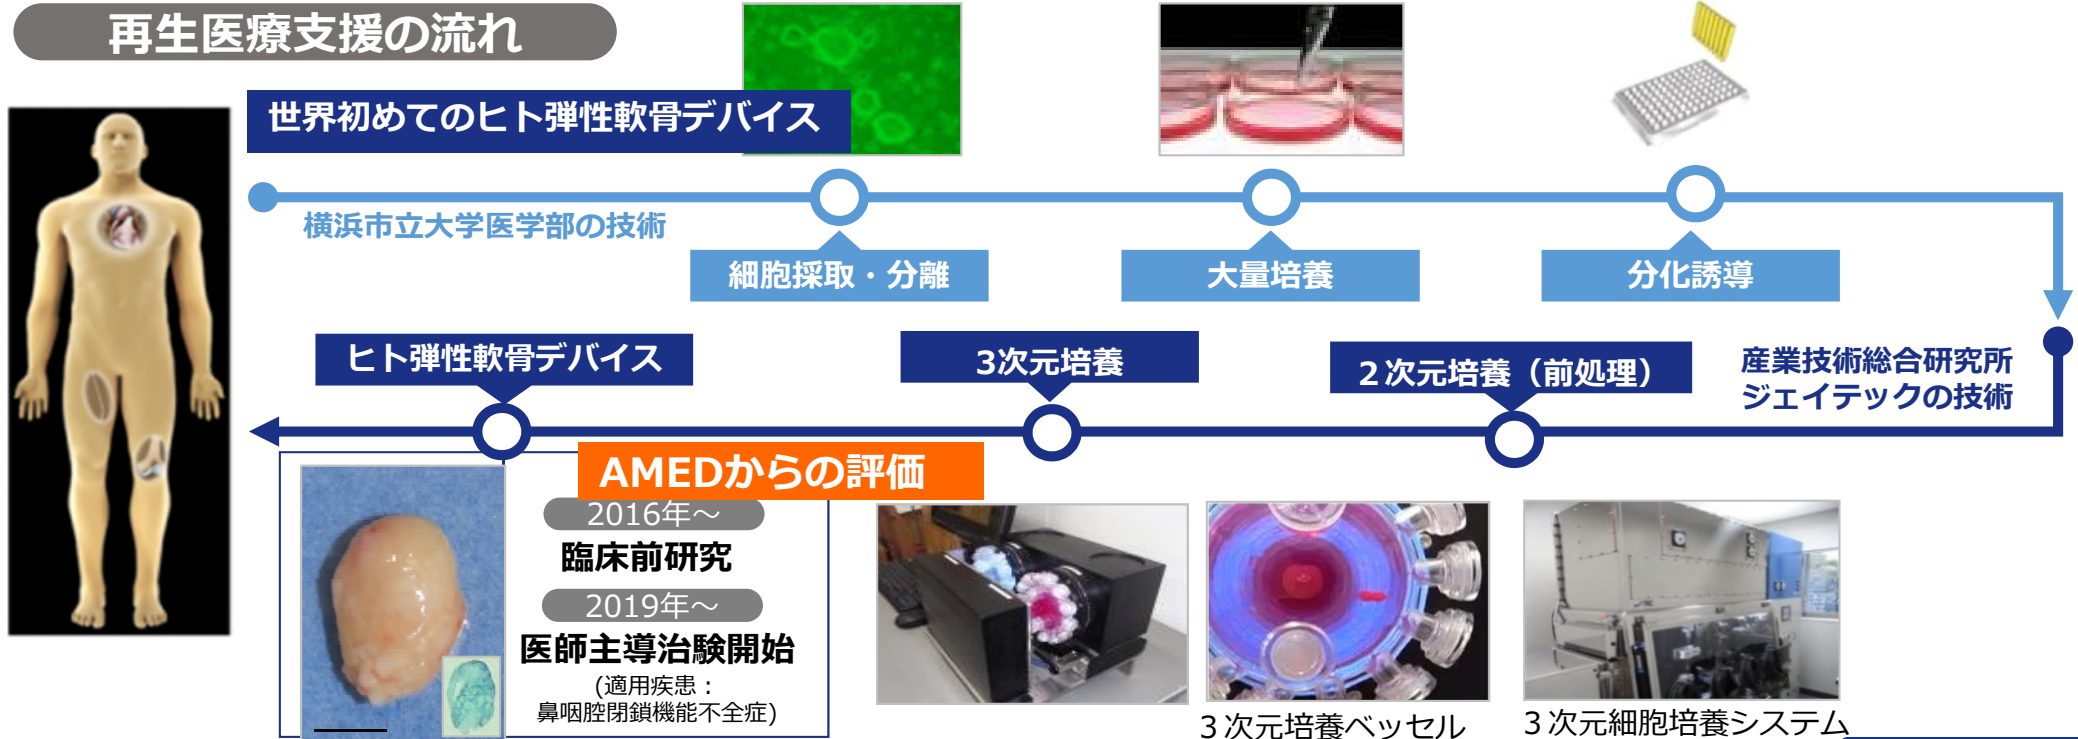 再生医療支援の流れ
世界初めてのヒト弾性軟骨デバイス
横浜市立大学医学部の技術
細胞採取・分離
大量培養
分化誘導
産業技術総合研究所
ジェイテックの技術
２次元培養（前処理）
3次元培養
ヒト弾性軟骨デバイス
AMEDからの評価
2016年～
臨床前研究
2019年～
医師主導治験開始
(適用疾患：
鼻咽腔閉鎖機能不全症)
３次元培養ベッセル
３次元細胞培養システム